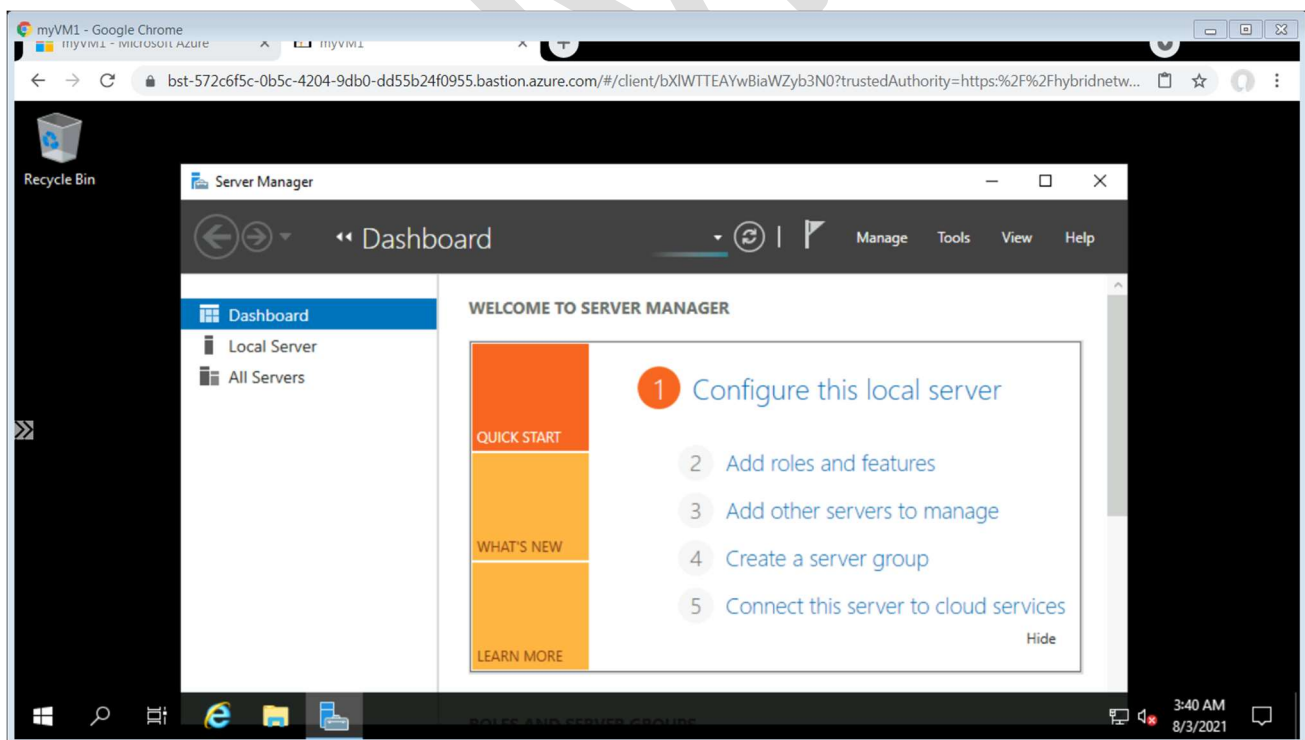 myVM1 - Google Chrome
myVM1 - Microsoft Azure
myVM1
bst-572c6f5c-0b5c-4204-9db0-dd55b24f0955.bastion.azure.com/#/client/bXlWTTEAYwBiaWZyb3N0?trustedAuthority=https:%2F%2Fhybridnetw...
Recycle Bin
Server Manager
Dashboard
Manage Tools View Help
Dashboard
Local Server
All Servers
WELCOME TO SERVER MANAGER
QUICK START
WHAT'S NEW
LEARN MORE
1 Configure this local server
2 Add roles and features
3 Add other servers to manage
4 Create a server group
5 Connect this server to cloud services
Hide
ROLES AND SERVER GROUPS
3:40 AM
8/3/2021